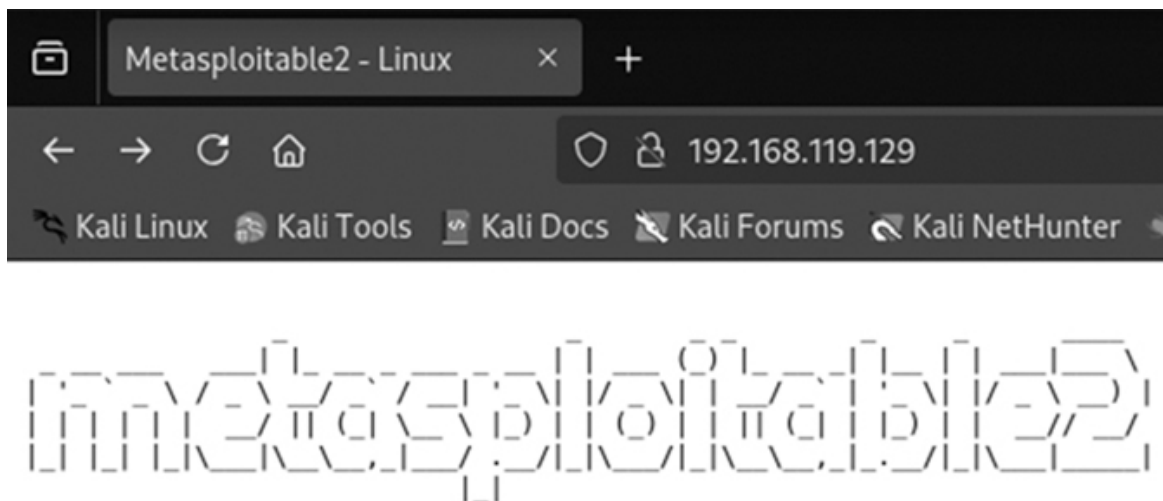 Metasploitable2 - Linux
192.168.119.129
Kali Linux Kali Tools Kali Docs Kali Forums Kali NetHunter
metasploitable2